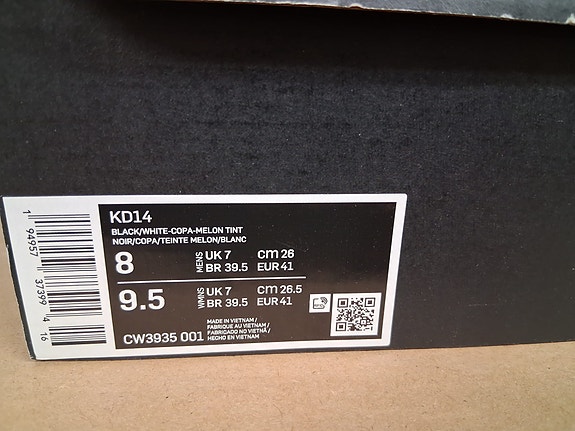 KD14
BLACK/WHITE-COPA-MELON TINT
NOIR/COPA/TEINTE MELON/BLANC
8 MENS UK 7 CM 26
BR 39.5 EUR 41
9.5 WMNS UK 7 CM 26.5
BR 39.5 EUR 41
MADE IN VIETNAM /
FABRIQUE AU VIETNAM /
FABRICADO NO VIETNÃ /
HECHO EN VIETNAM
CW3935 001
1 94957 37399 4 16